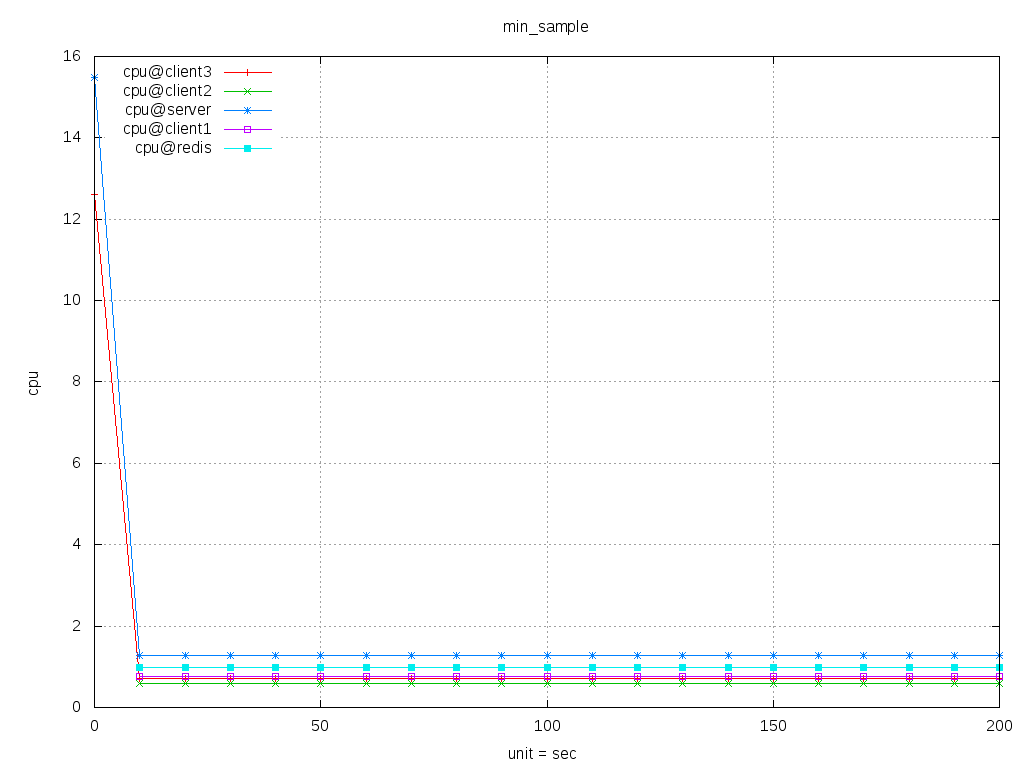 min_sample
16
14
12
10
8
6
4
2
0
cpu
cpu@client3
cpu@client2
cpu@server
cpu@client1
cpu@redis
0 50 100 150 200
unit = sec